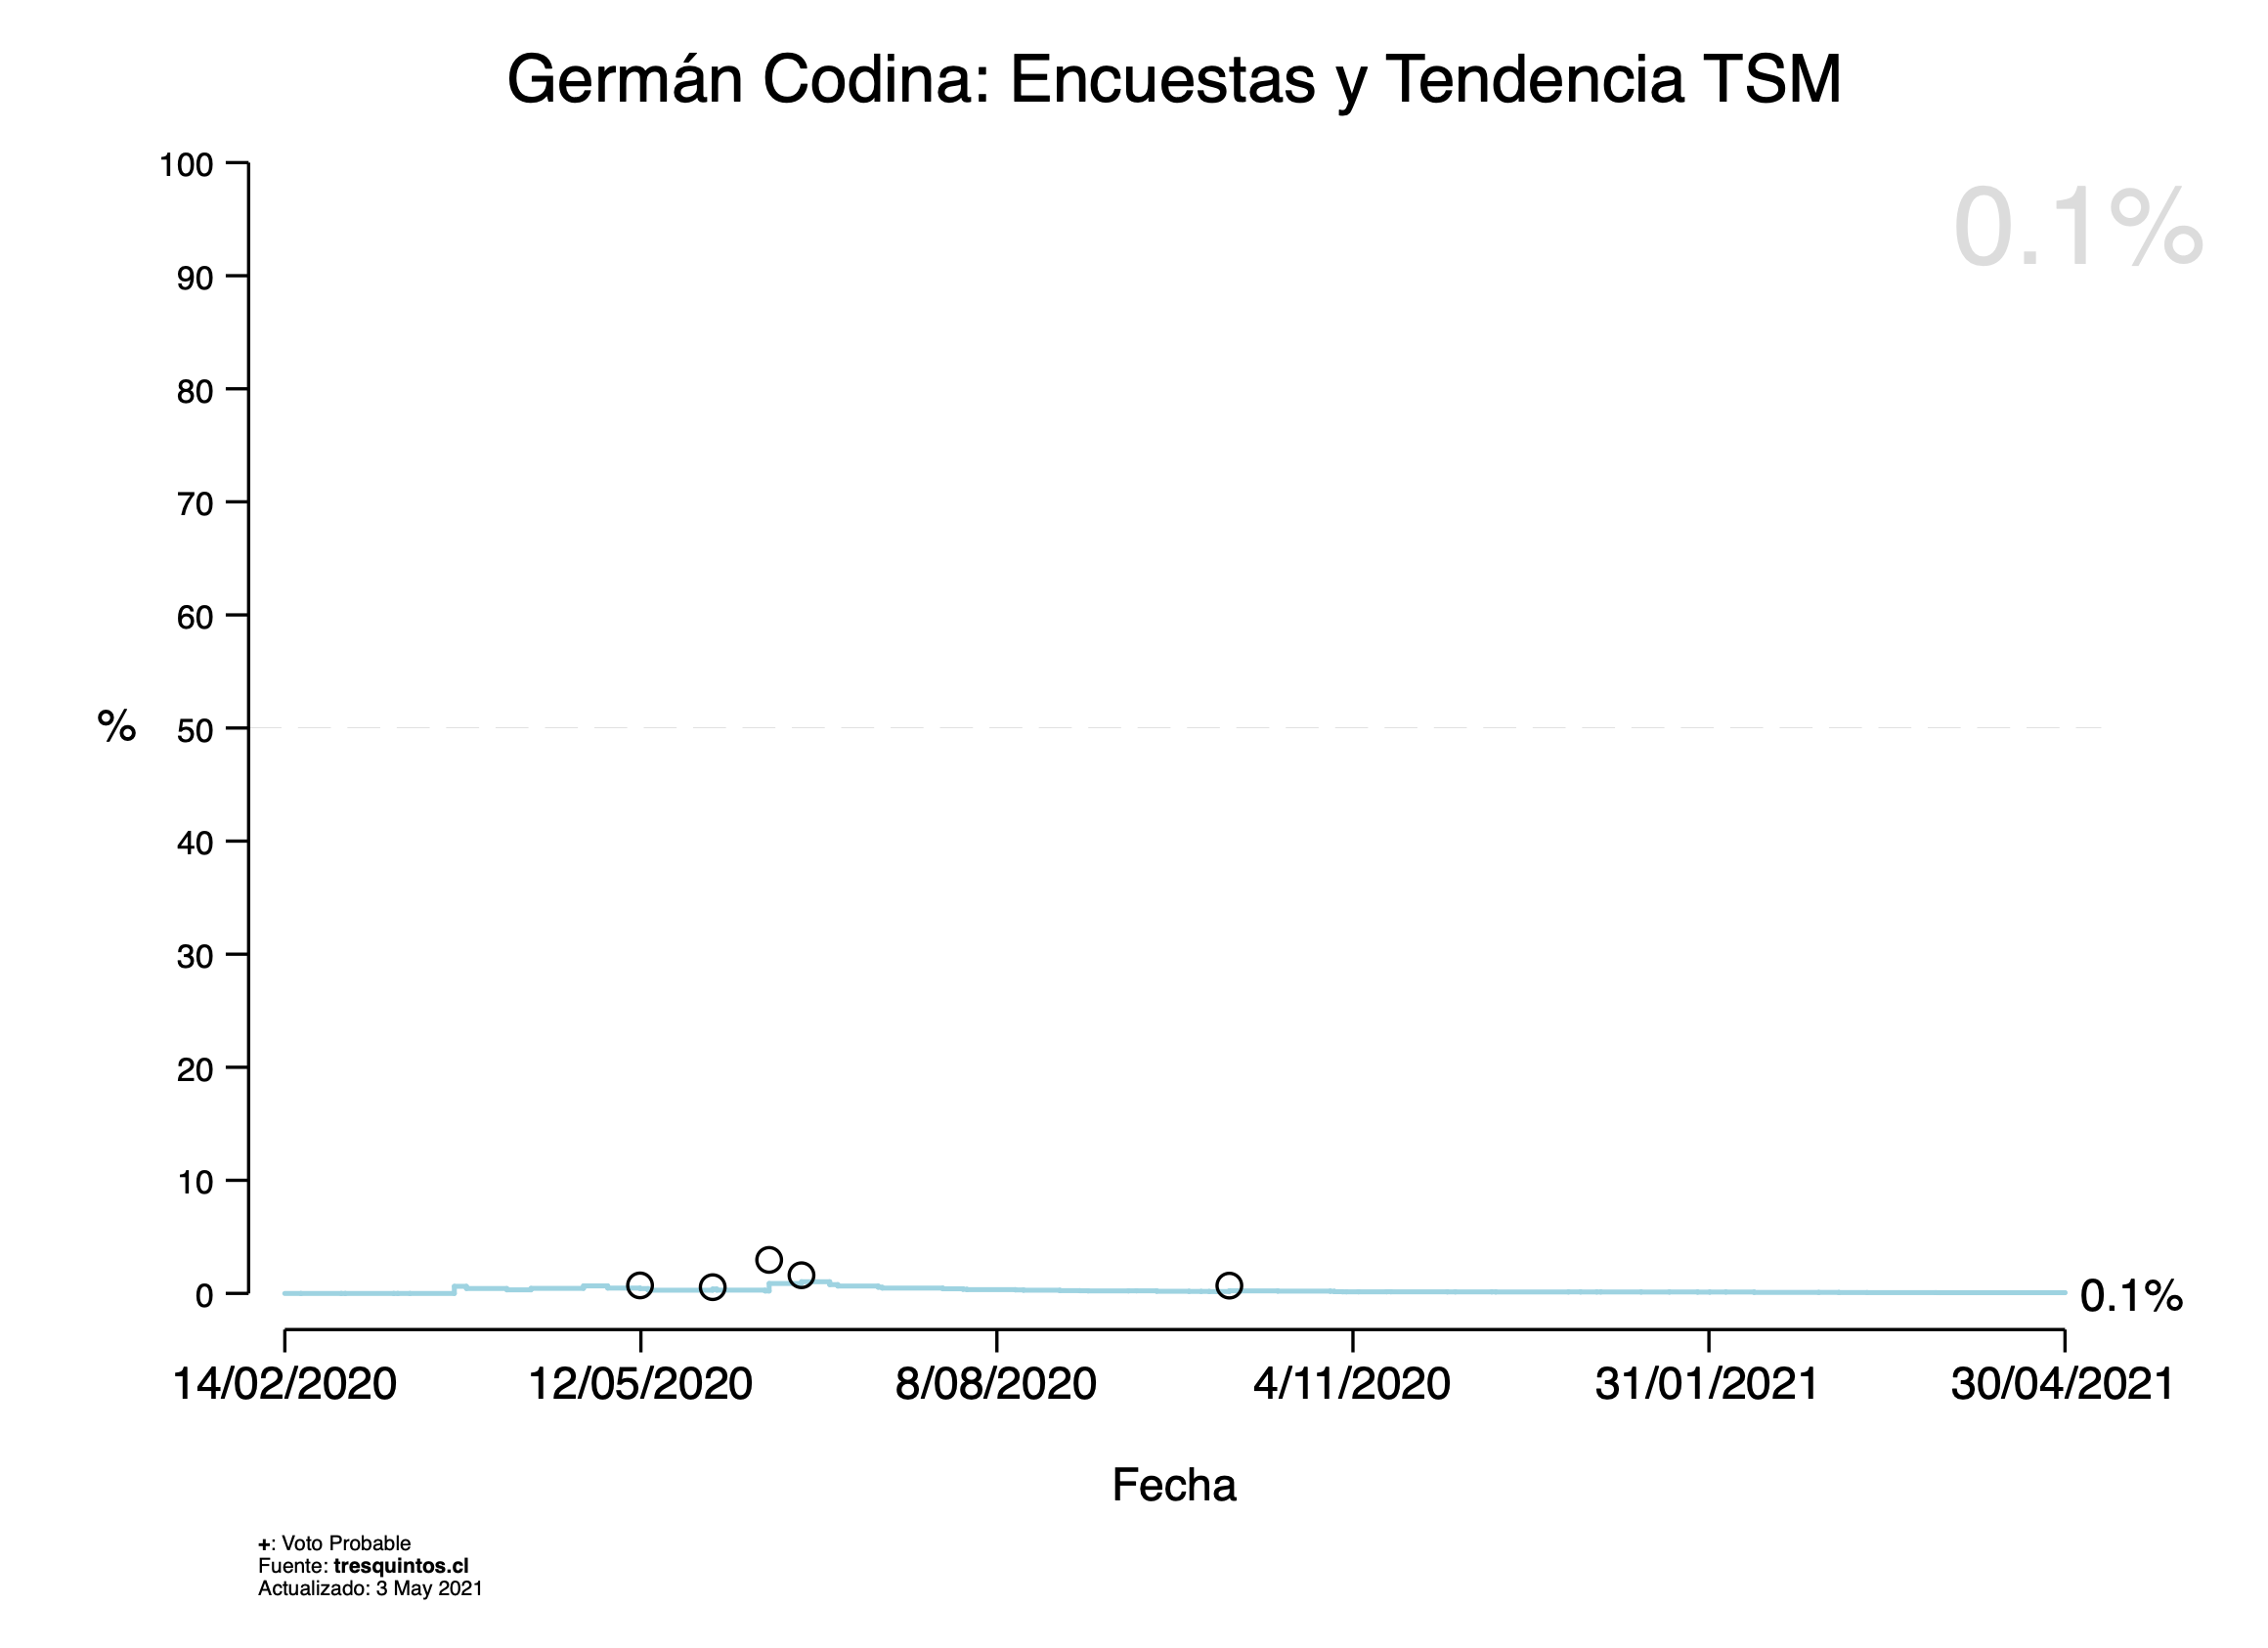 Germán Codina: Encuestas y Tendencia TSM
0.1%
100
90
80
70
60
50
40
30
20
10
0
%
0.1%
14/02/2020 12/05/2020 8/08/2020 4/11/2020 31/01/2021 30/04/2021
Fecha
+: Voto Probable
Fuente: tresquintos.cl
Actualizado: 3 May 2021